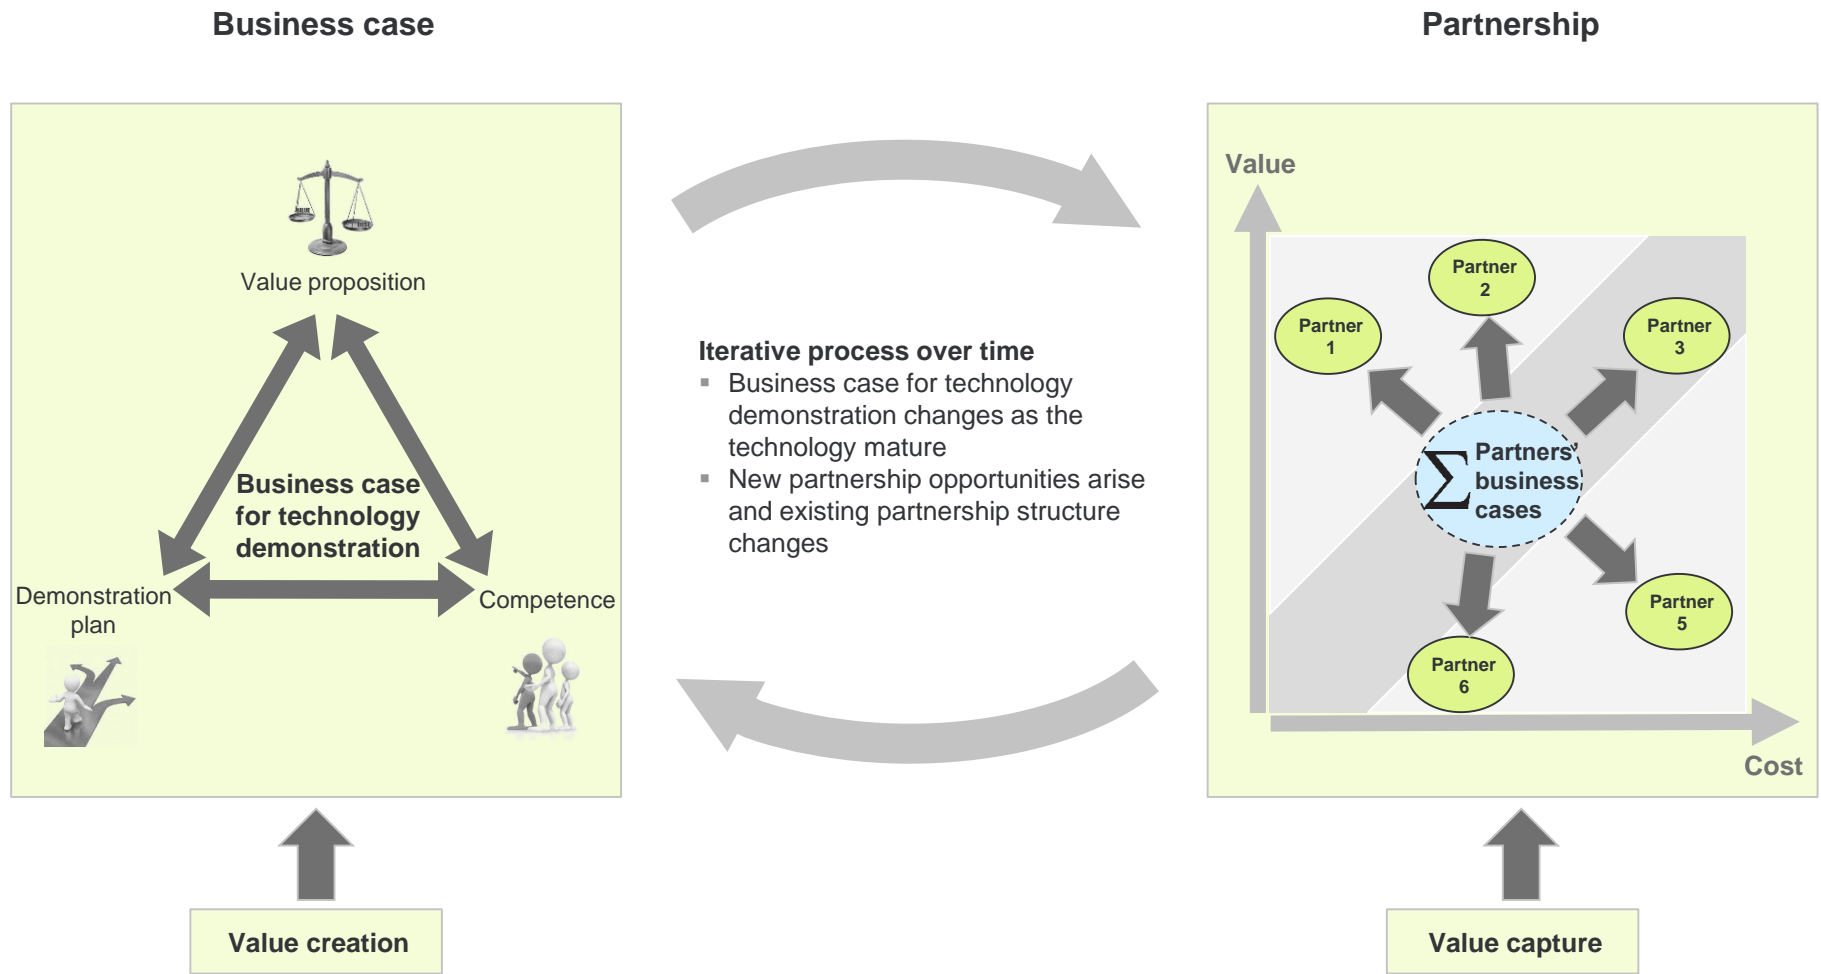 Business case
Partnership
Value proposition
Business case
for technology
demonstration
Demonstration
plan
Competence
Iterative process over time
▪ Business case for technology
demonstration changes as the
technology mature
▪ New partnership opportunities arise
and existing partnership structure
changes
Value
Partner
1
Partner
2
Partner
3
∑ Partners’
business
cases
Partner
5
Partner
6
Cost
Value creation
Value capture